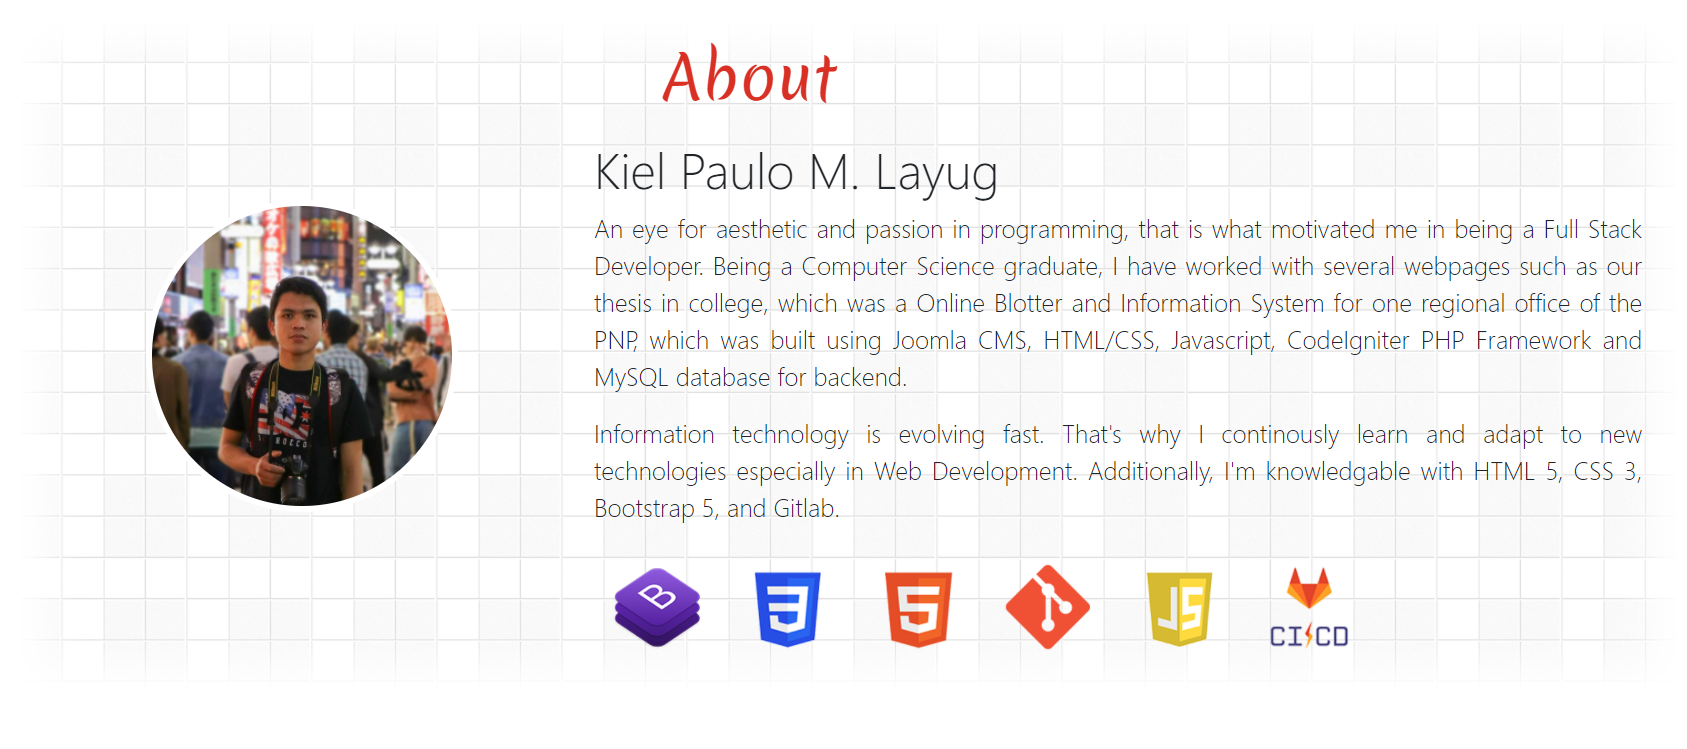 About
Kiel Paulo M. Layug
An eye for aesthetic and passion in programming, that is what motivated me in being a Full Stack
Developer. Being a Computer Science graduate, I have worked with several webpages such as our
thesis in college, which was a Online Blotter and Information System for one regional office of the
PNP, which was built using Joomla CMS, HTML/CSS, Javascript, CodeIgniter PHP Framework and
MySQL database for backend.
Information technology is evolving fast. That's why I continously learn and adapt to new
technologies especially in Web Development. Additionally, I'm knowledgable with HTML 5, CSS 3,
Bootstrap 5, and Gitlab.
B 3 5 JS
CI/CD